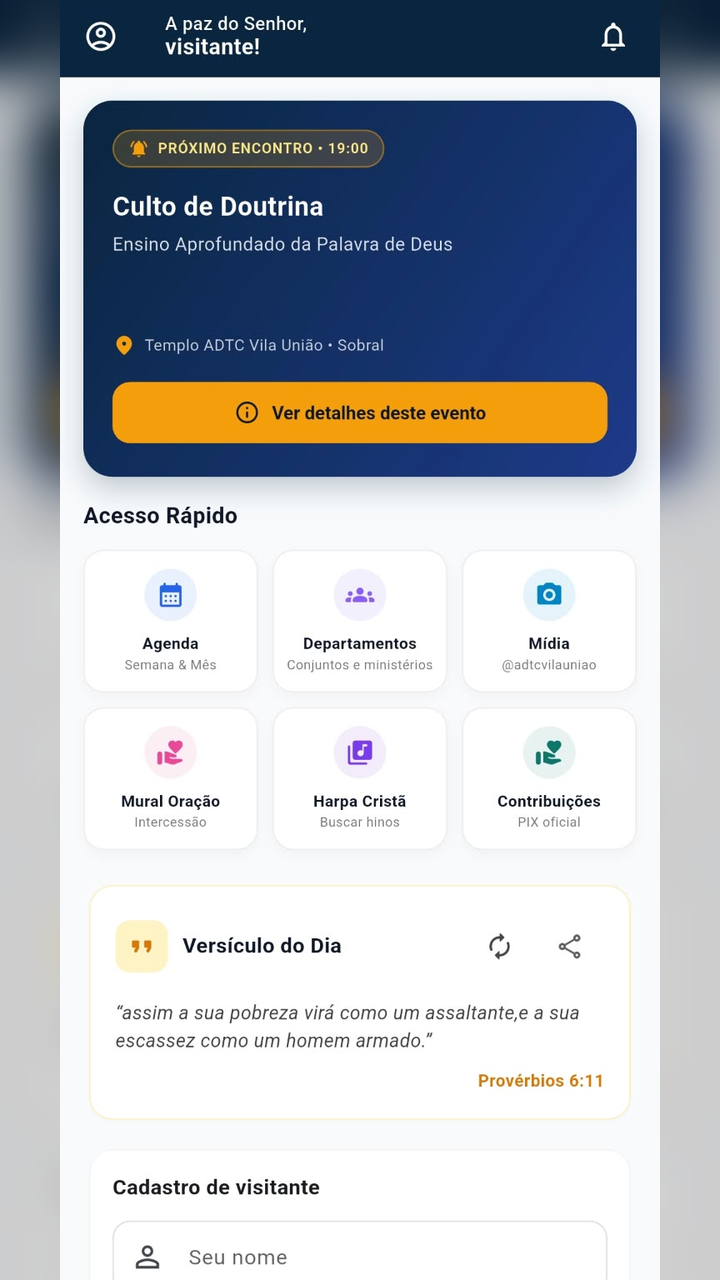 A paz do Senhor,
visitante!
PRÓXIMO ENCONTRO • 19:00
Culto de Doutrina
Ensino Aprofundado da Palavra de Deus
Templo ADTC Vila União • Sobral
Ver detalhes deste evento
Acesso Rápido
Agenda
Semana & Mês
Departamentos
Conjuntos e ministérios
Mídia
@adtcvilauniao
Mural Oração
Intercessão
Harpa Cristã
Buscar hinos
Contribuições
PIX oficial
Versículo do Dia
“assim a sua pobreza virá como um assaltante,e a sua
escassez como um homem armado.”
Provérbios 6:11
Cadastro de visitante
Seu nome